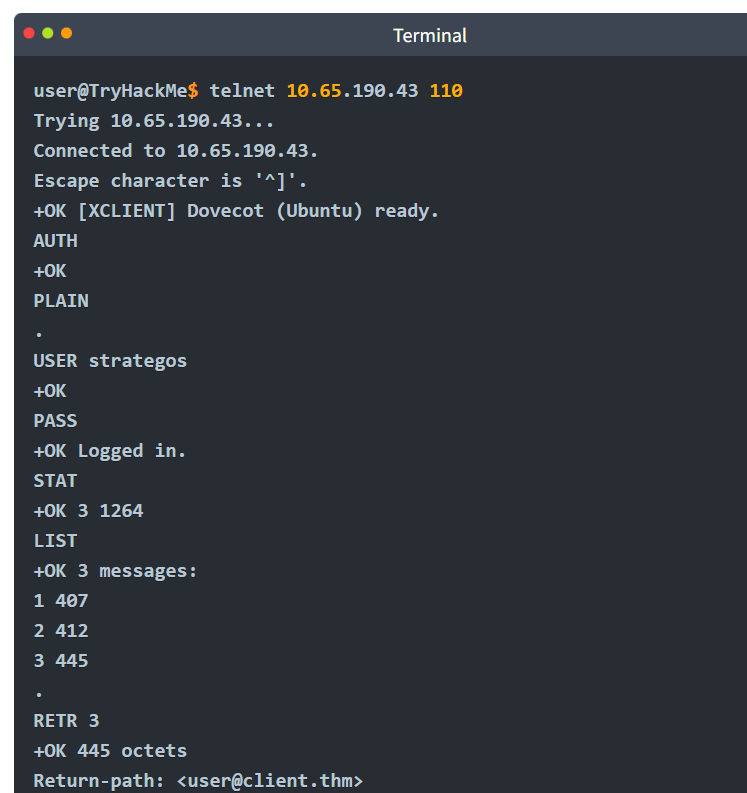 Terminal
user@TryHackMe$ telnet 10.65.190.43 110
Trying 10.65.190.43...
Connected to 10.65.190.43.
Escape character is '^]'.
+OK [XCLIENT] Dovecot (Ubuntu) ready.
AUTH
+OK
PLAIN
.
USER strategos
+OK
PASS
+OK Logged in.
STAT
+OK 3 1264
LIST
+OK 3 messages:
1 407
2 412
3 445
.
RETR 3
+OK 445 octets
Return-path: <user@client.thm>